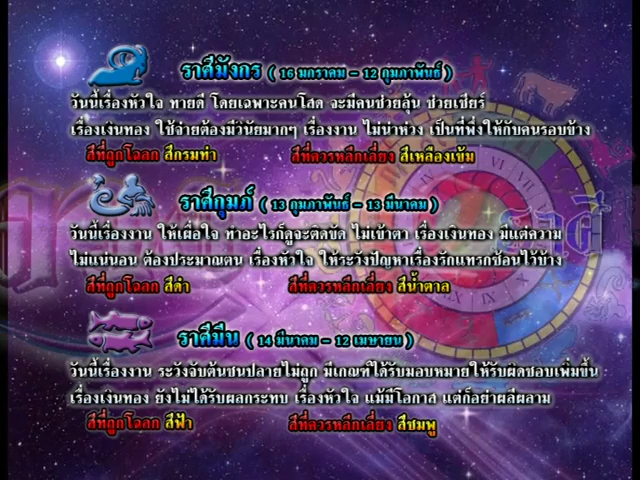 ราศีมังกร ( 16 มกราคม - 12 กุมภาพันธ์ )
วันนี้เรื่องหัวใจ ทายดี โดยเฉพาะคนโสด จะมีคนช่วยลุ้น ช่วยเชียร์
เรื่องเงินทอง ใช้จ่ายต้องมีวินัยมากๆ เรื่องงาน ไม่น่าห่วง เป็นที่พึ่งให้กับคนรอบข้าง
สีที่ถูกโฉลก สีกรมท่า สีที่ควรหลีกเลี่ยง สีเหลืองเข้ม
ราศีกุมภ์ ( 13 กุมภาพันธ์ - 13 มีนาคม )
วันนี้เรื่องงาน ให้เผื่อใจ ทำอะไรก็ดูจะติดขัด ไม่เข้าตา เรื่องเงินทอง มีแต่ความ
ไม่แน่นอน ต้องประมาณตน เรื่องหัวใจ ให้ระวังปัญหาเรื่องรักแทรกซ้อนไว้บ้าง
สีที่ถูกโฉลก สีดำ สีที่ควรหลีกเลี่ยง สีน้ำตาล
ราศีมีน ( 14 มีนาคม - 12 เมษายน )
วันนี้เรื่องงาน ระวังจับต้นชนปลายไม่ถูก มีเกณฑ์ได้รับมอบหมายให้รับผิดชอบเพิ่มขึ้น
เรื่องเงินทอง ยังไม่ได้รับผลกระทบ เรื่องหัวใจ แม้มีโอกาส แต่ก็อย่าผลีผลาม
สีที่ถูกโฉลก สีฟ้า สีที่ควรหลีกเลี่ยง สีชมพู